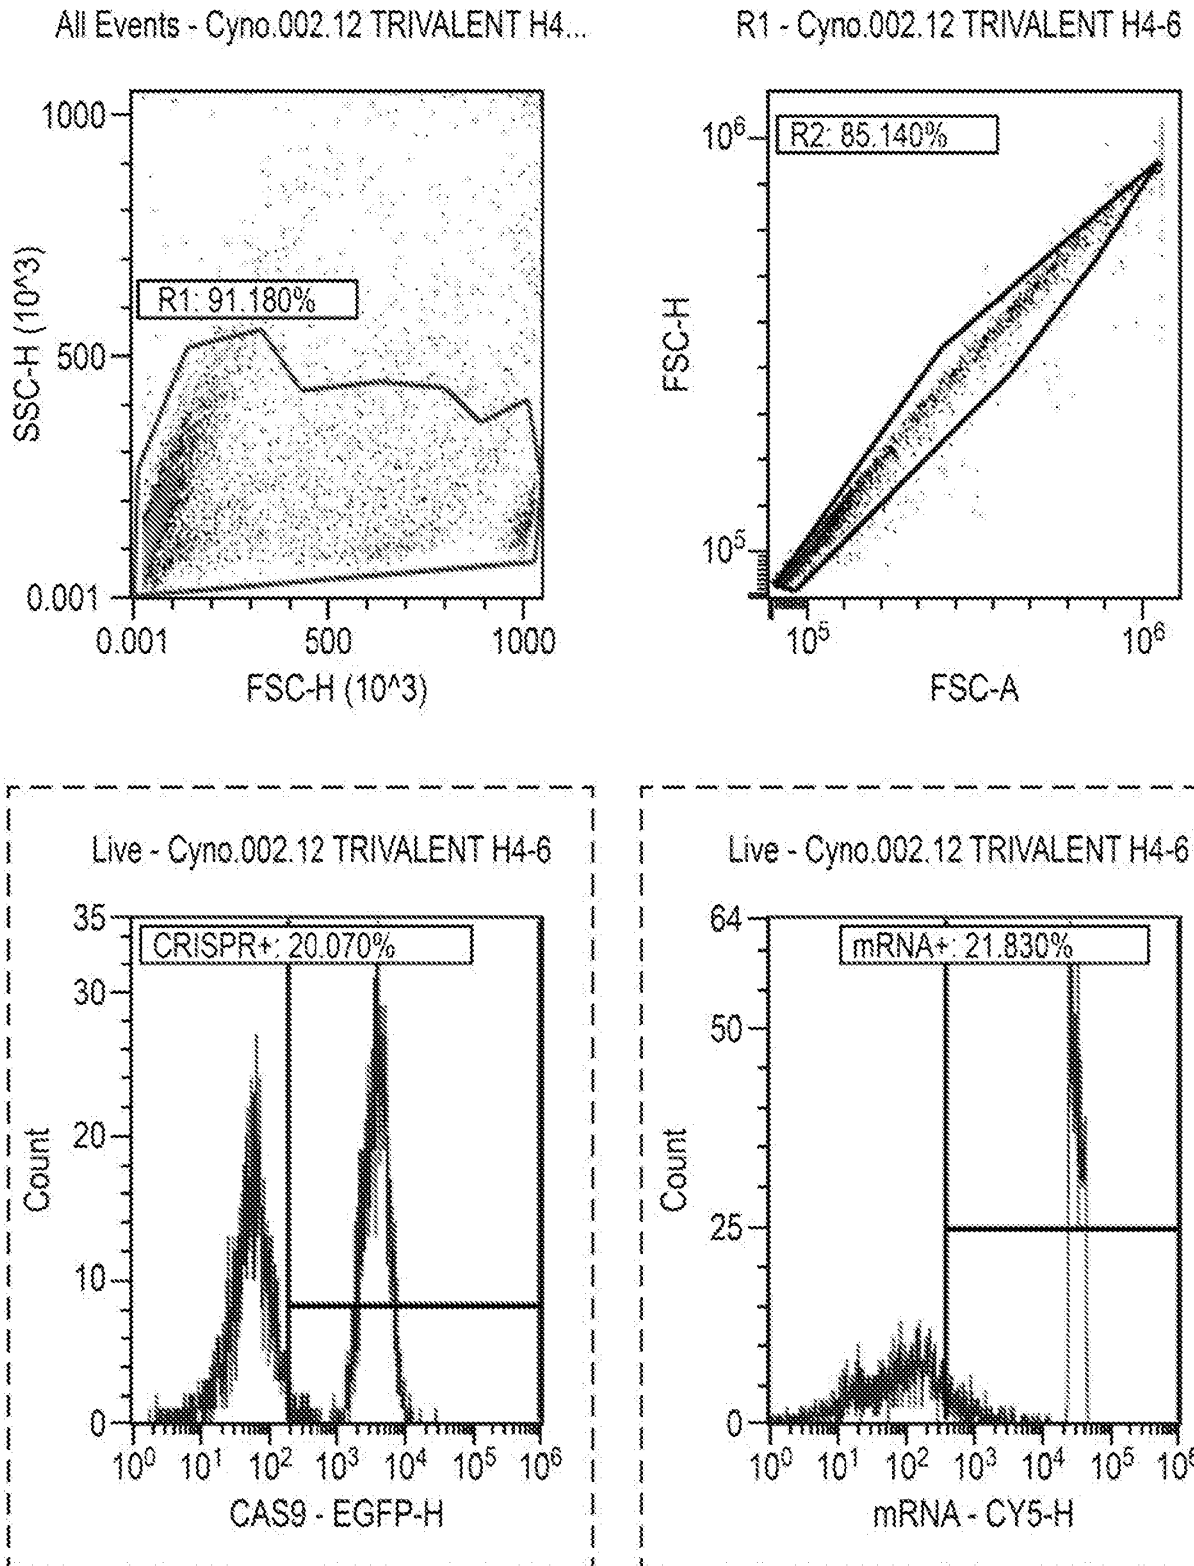 All Events - Cyno.002.12 TRIVALENT H4...
1000
500
0.001
SSC-H (10^3)
R1: 91.180%
0.001 500 1000
FSC-H (10^3)
R1 - Cyno.002.12 TRIVALENT H4-6
10⁶
10⁵
FSC-H
R2: 85.140%
10⁵ 10⁶
FSC-A
Live - Cyno.002.12 TRIVALENT H4-6
35
30
20
10
0
Count
CRISPR+: 20.070%
10⁰ 10¹ 10² 10³ 10⁴ 10⁵ 10⁶
CAS9 - EGFP-H
Live - Cyno.002.12 TRIVALENT H4-6
64
50
25
0
Count
mRNA+: 21.830%
10⁰ 10¹ 10² 10³ 10⁴ 10⁵ 10⁶
mRNA - CY5-H